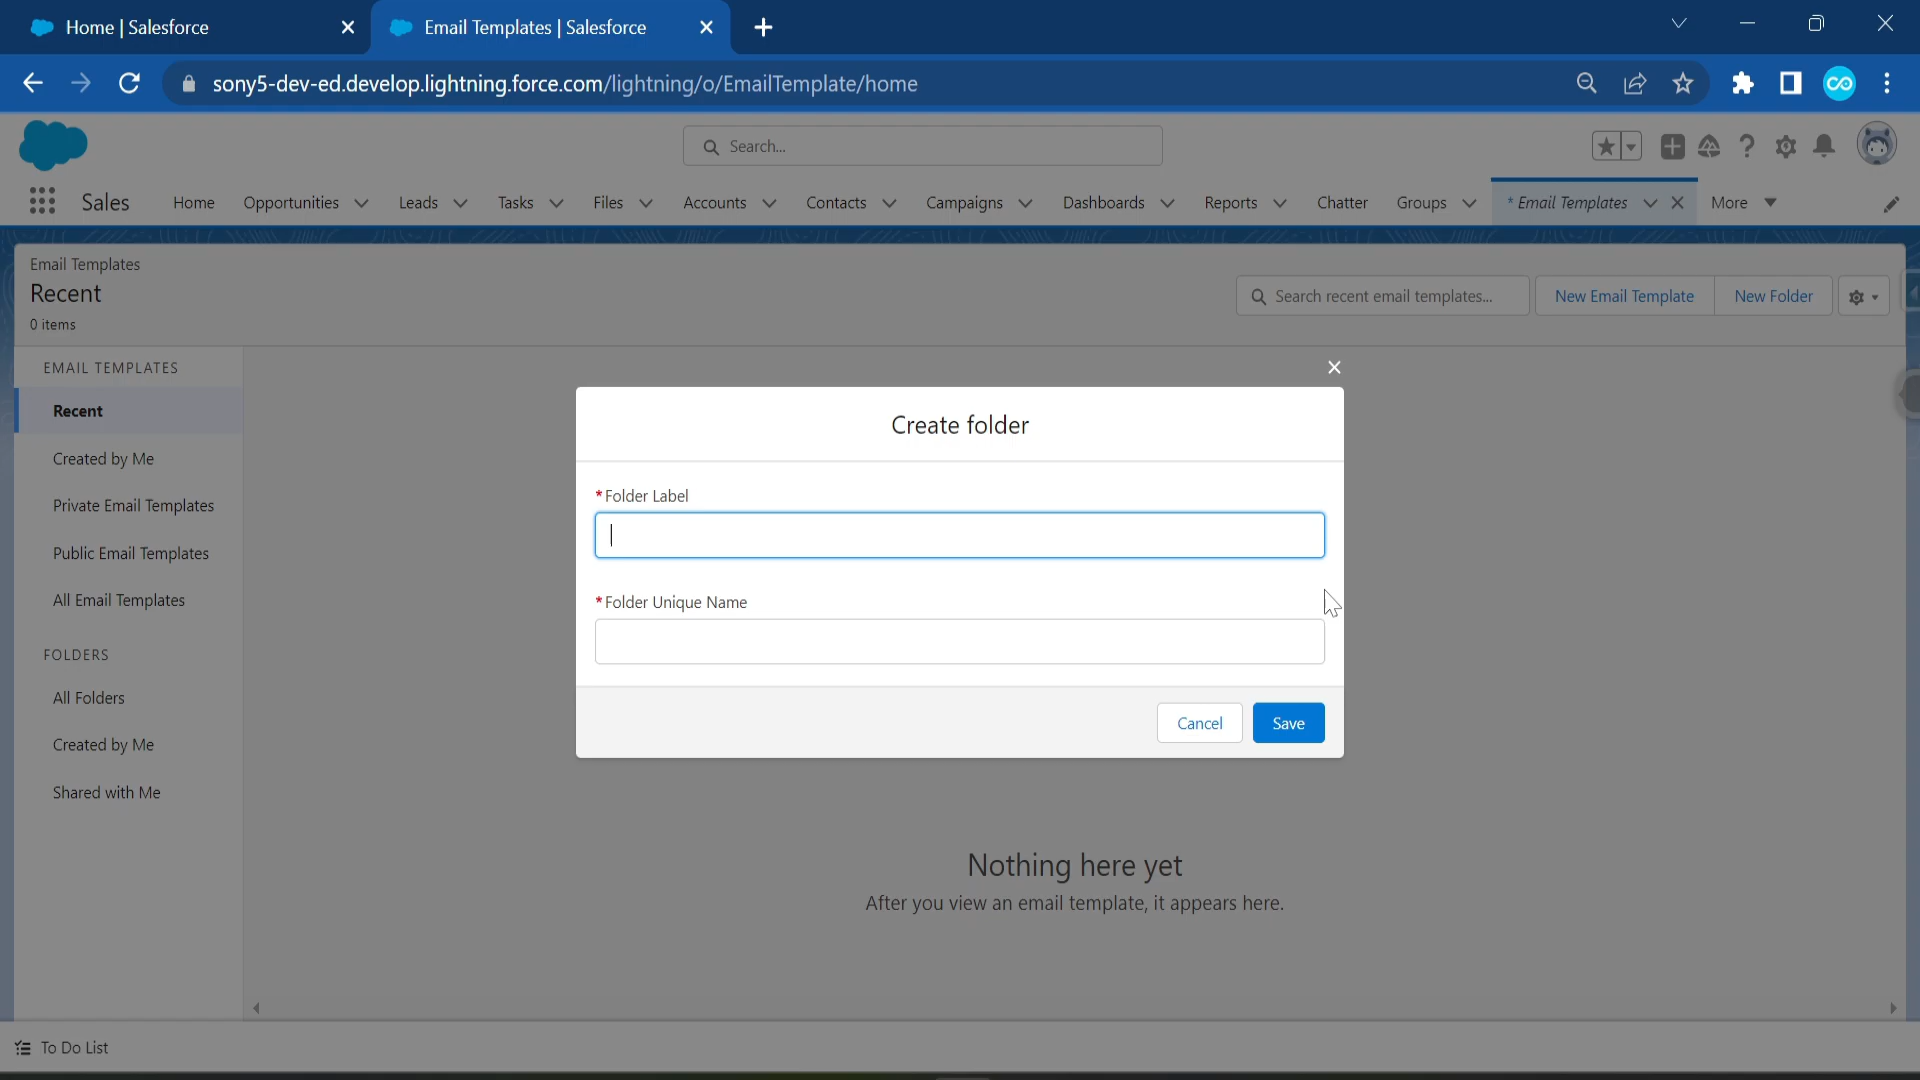 Home | Salesforce
Email Templates | Salesforce
sony5-dev-ed.develop.lightning.force.com/lightning/o/EmailTemplate/home
Search...
Sales Home Opportunities Leads Tasks Files Accounts Contacts Campaigns Dashboards Reports Chatter Groups * Email Templates More
Email Templates
Recent
0 items
Search recent email templates...
New Email Template
New Folder
EMAIL TEMPLATES
Recent
Created by Me
Private Email Templates
Public Email Templates
All Email Templates
FOLDERS
All Folders
Created by Me
Shared with Me
Create folder
* Folder Label
* Folder Unique Name
Cancel Save
Nothing here yet
After you view an email template, it appears here.
To Do List